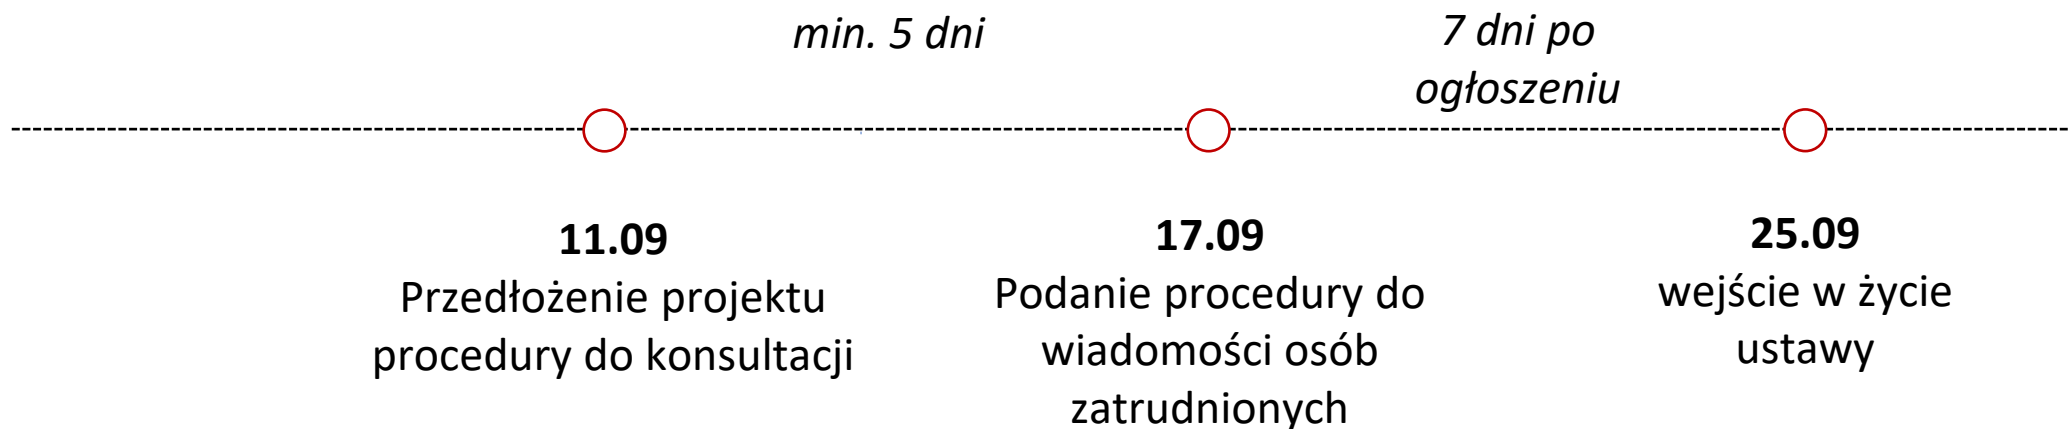 min. 5 dni
7 dni po
ogłoszeniu
11.09
Przedłożenie projektu
procedury do konsultacji
17.09
Podanie procedury do
wiadomości osób
zatrudnionych
25.09
wejście w życie
ustawy